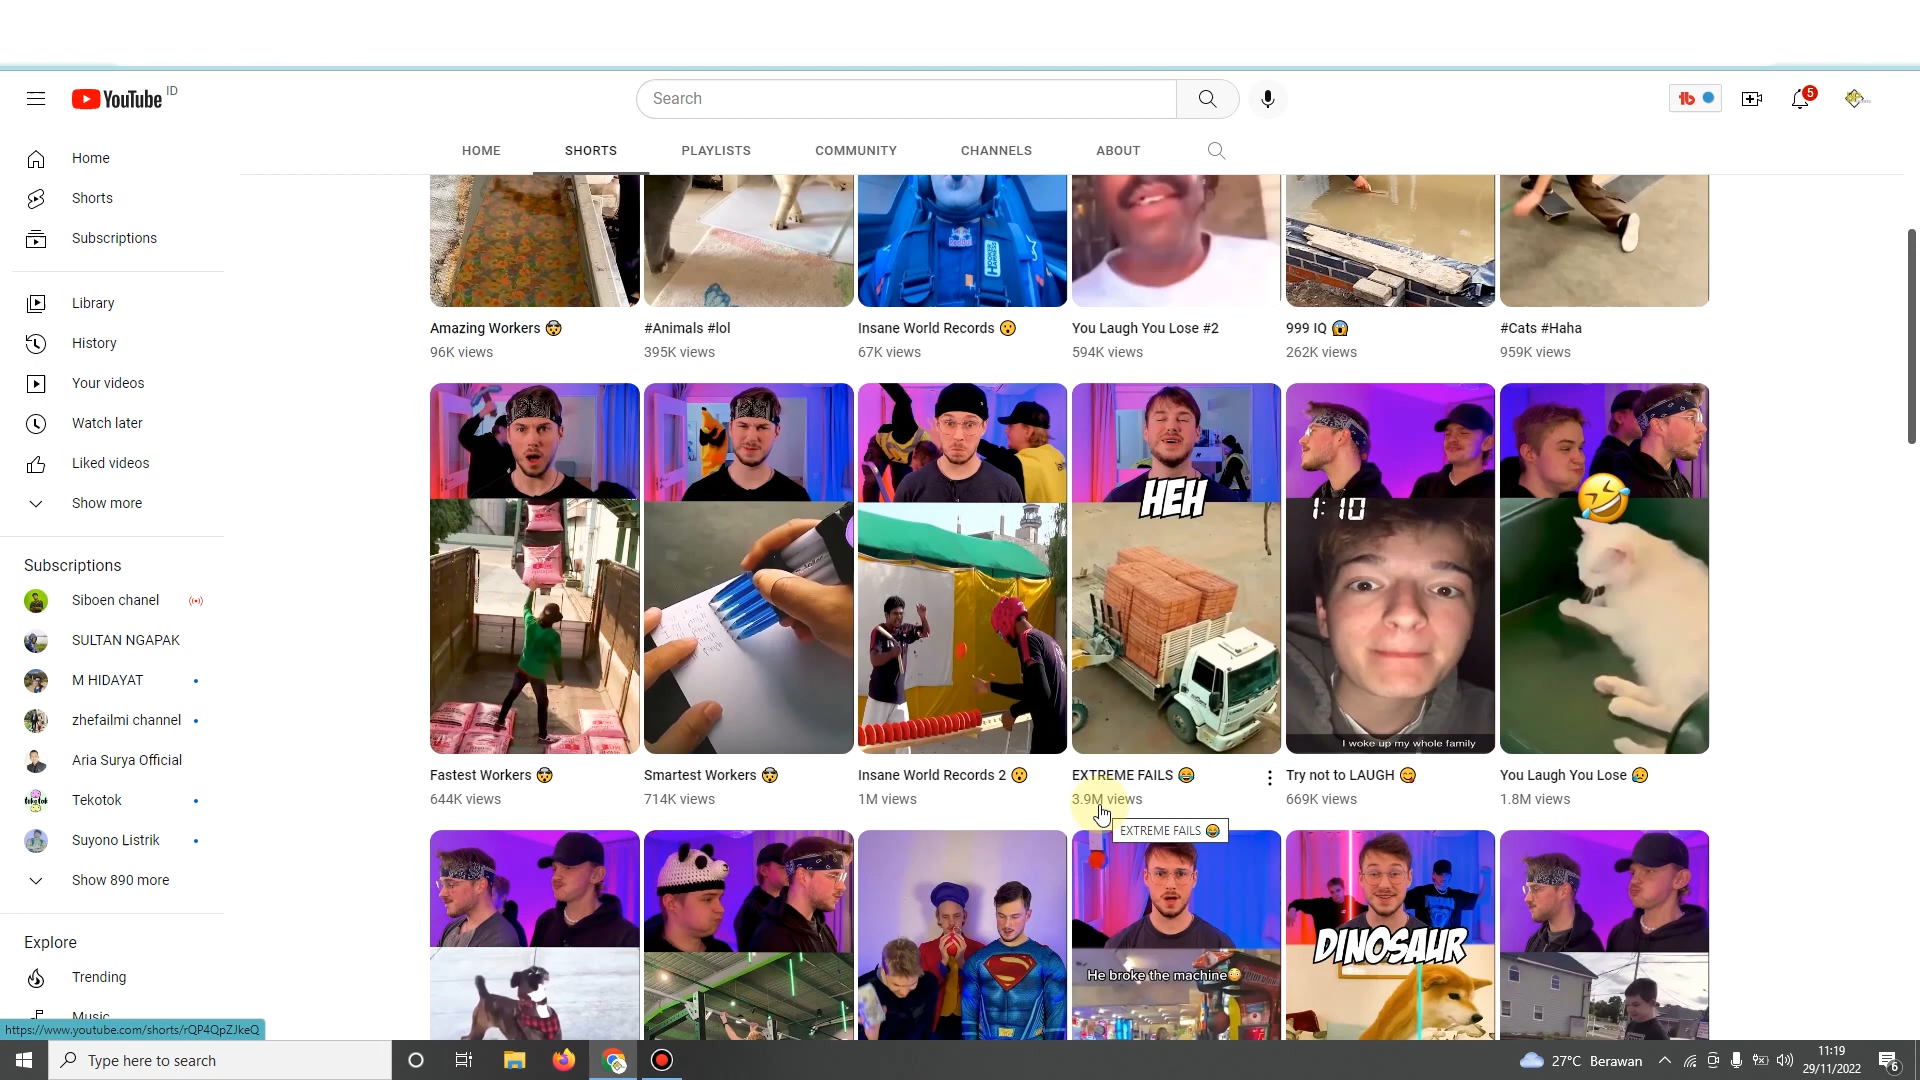 YouTube ID
Search
5
HOME SHORTS PLAYLISTS COMMUNITY CHANNELS ABOUT
Home
Shorts
Subscriptions
Library
History
Your videos
Watch later
Liked videos
Show more
Subscriptions
Siboen chanel
SULTAN NGAPAK
M HIDAYAT
zhefailmi channel
Aria Surya Official
Tekotok
Suyono Listrik
Show 890 more
Explore
Trending
Music
RedBull
Amazing Workers 🤯
96K views
#Animals #lol
395K views
Insane World Records 😮
67K views
You Laugh You Lose #2
594K views
999 IQ 😱
262K views
#Cats #Haha
959K views
HEH
1:10
I woke up my whole family
Fastest Workers 🤯
644K views
Smartest Workers 🤯
714K views
Insane World Records 2 😮
1M views
EXTREME FAILS 😂
3.9M views
Try not to LAUGH 😋
669K views
You Laugh You Lose 😥
1.8M views
EXTREME FAILS 😂
He broke the machine😳
DINOSAUR
https://www.youtube.com/shorts/rQP4QpZJkeQ
Type here to search
27°C Berawan
11:19
29/11/2022
6